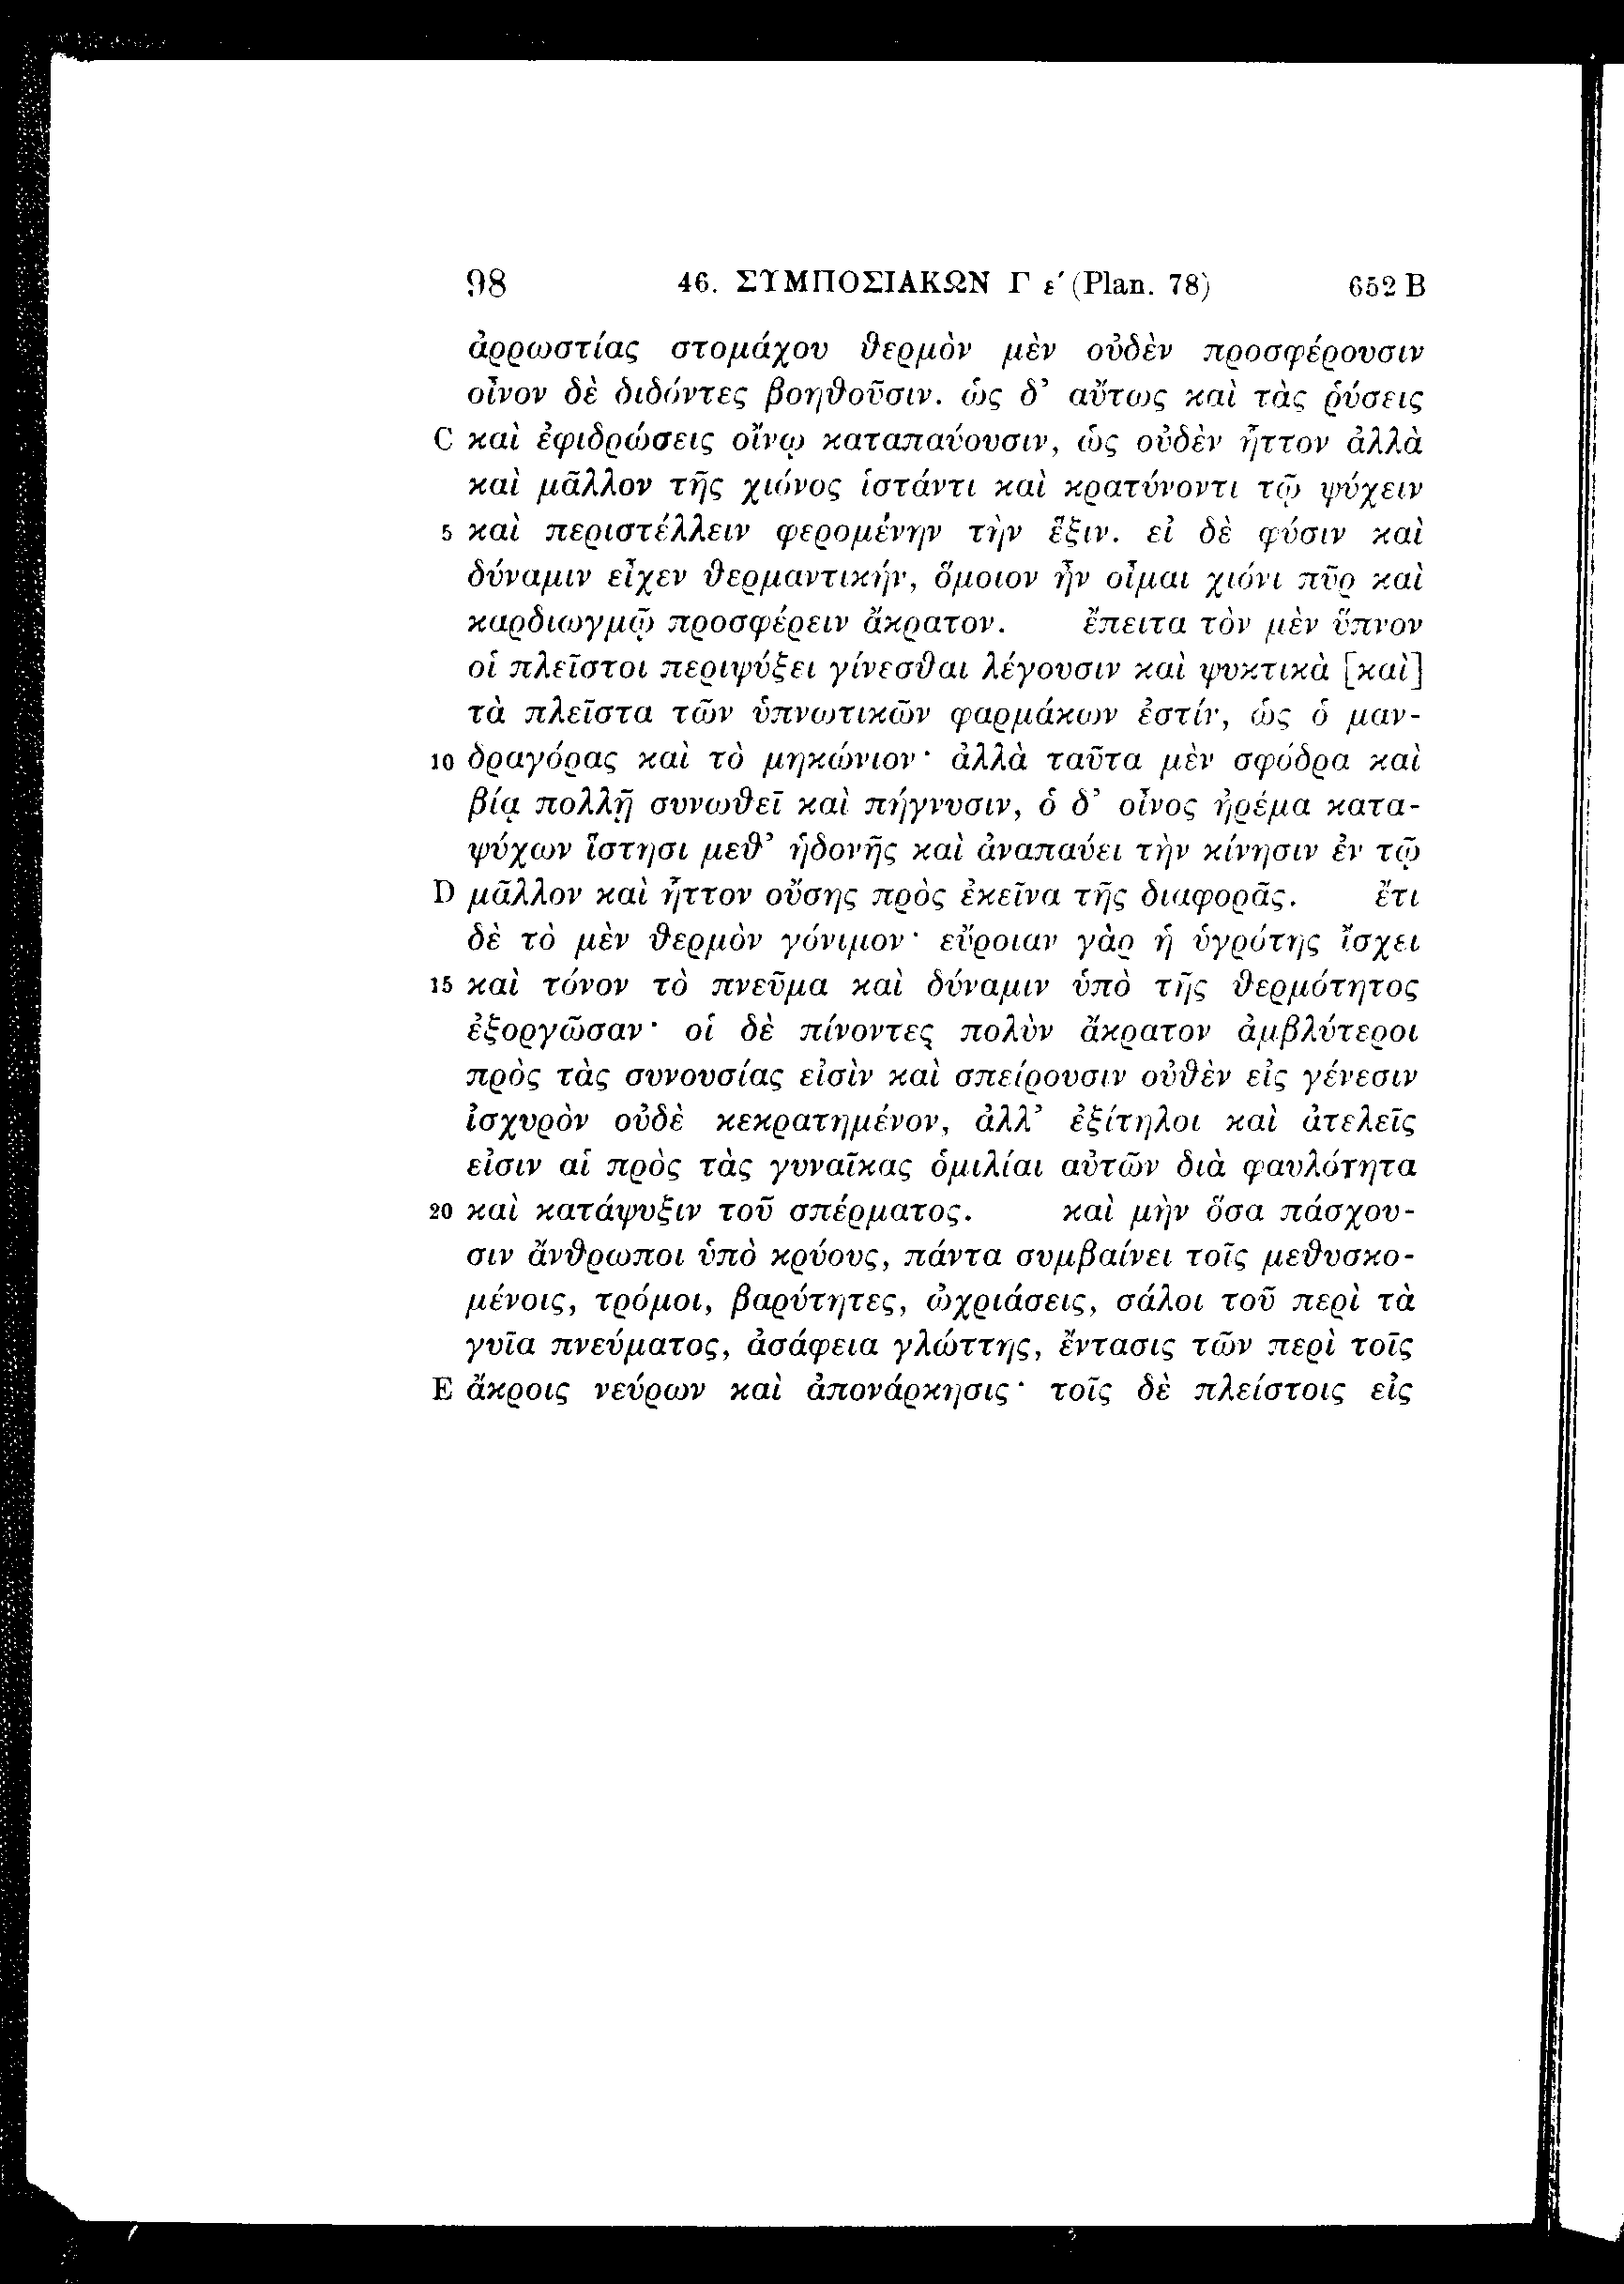 98 46. ΣΥΜΠΟΣΙΑΚΩΝ Γ ε′ (Plan. 78) 652 B
ἀρρωστίας στομάχου θερμὸν μὲν οὐδὲν προσφέρουσιν
οἶνον δὲ διδόντες βοηθοῦσιν. ὡς δ’ αὔτως καὶ τὰς ῥύσεις
C καὶ ἐφιδρώσεις οἴνῳ καταπαύουσιν, ὡς οὐδὲν ἧττον ἀλλὰ
καὶ μᾶλλον τῆς χιόνος ἱστάντι καὶ κρατύνοντι τῷ ψύχειν
5 καὶ περιστέλλειν φερομένην τὴν ἕξιν. εἰ δὲ φύσιν καὶ
δύναμιν εἶχεν θερμαντικήν, ὅμοιον ἦν οἶμαι χιόνι πῦρ καὶ
καρδιωγμῷ προσφέρειν ἄκρατον. ἔπειτα τὸν μὲν ὕπνον
οἱ πλεῖστοι περιψύξει γίνεσθαι λέγουσιν καὶ ψυκτικὰ [καὶ]
τὰ πλεῖστα τῶν ὑπνωτικῶν φαρμάκων ἐστίν, ὡς ὁ μαν-
10 δραγόρας καὶ τὸ μηκώνιον· ἀλλὰ ταῦτα μὲν σφόδρα καὶ
βίᾳ πολλῇ συνωθεῖ καὶ πήγνυσιν, ὁ δ’ οἶνος ἠρέμα κατα-
ψύχων ἵστησι μεθ’ ἡδονῆς καὶ ἀναπαύει τὴν κίνησιν ἐν τῷ
D μᾶλλον καὶ ἧττον οὔσης πρὸς ἐκεῖνα τῆς διαφορᾶς. ἔτι
δὲ τὸ μὲν θερμὸν γόνιμον· εὔροιαν γὰρ ἡ ὑγρότης ἴσχει
15 καὶ τόνον τὸ πνεῦμα καὶ δύναμιν ὑπὸ τῆς θερμότητος
ἐξοργῶσαν· οἱ δὲ πίνοντες πολὺν ἄκρατον ἀμβλύτεροι
πρὸς τὰς συνουσίας εἰσὶν καὶ σπείρουσιν οὐθὲν εἰς γένεσιν
ἰσχυρὸν οὐδὲ κεκρατημένον, ἀλλ’ ἐξίτηλοι καὶ ἀτελεῖς
εἰσιν αἱ πρὸς τὰς γυναῖκας ὁμιλίαι αὐτῶν διὰ φαυλότητα
20 καὶ κατάψυξιν τοῦ σπέρματος. καὶ μὴν ὅσα πάσχου-
σιν ἄνθρωποι ὑπὸ κρύους, πάντα συμβαίνει τοῖς μεθυσκο-
μένοις, τρόμοι, βαρύτητες, ὠχριάσεις, σάλοι τοῦ περὶ τὰ
γυῖα πνεύματος, ἀσάφεια γλώττης, ἔντασις τῶν περὶ τοῖς
E ἄκροις νεύρων καὶ ἀπονάρκησις· τοῖς δὲ πλείστοις εἰς